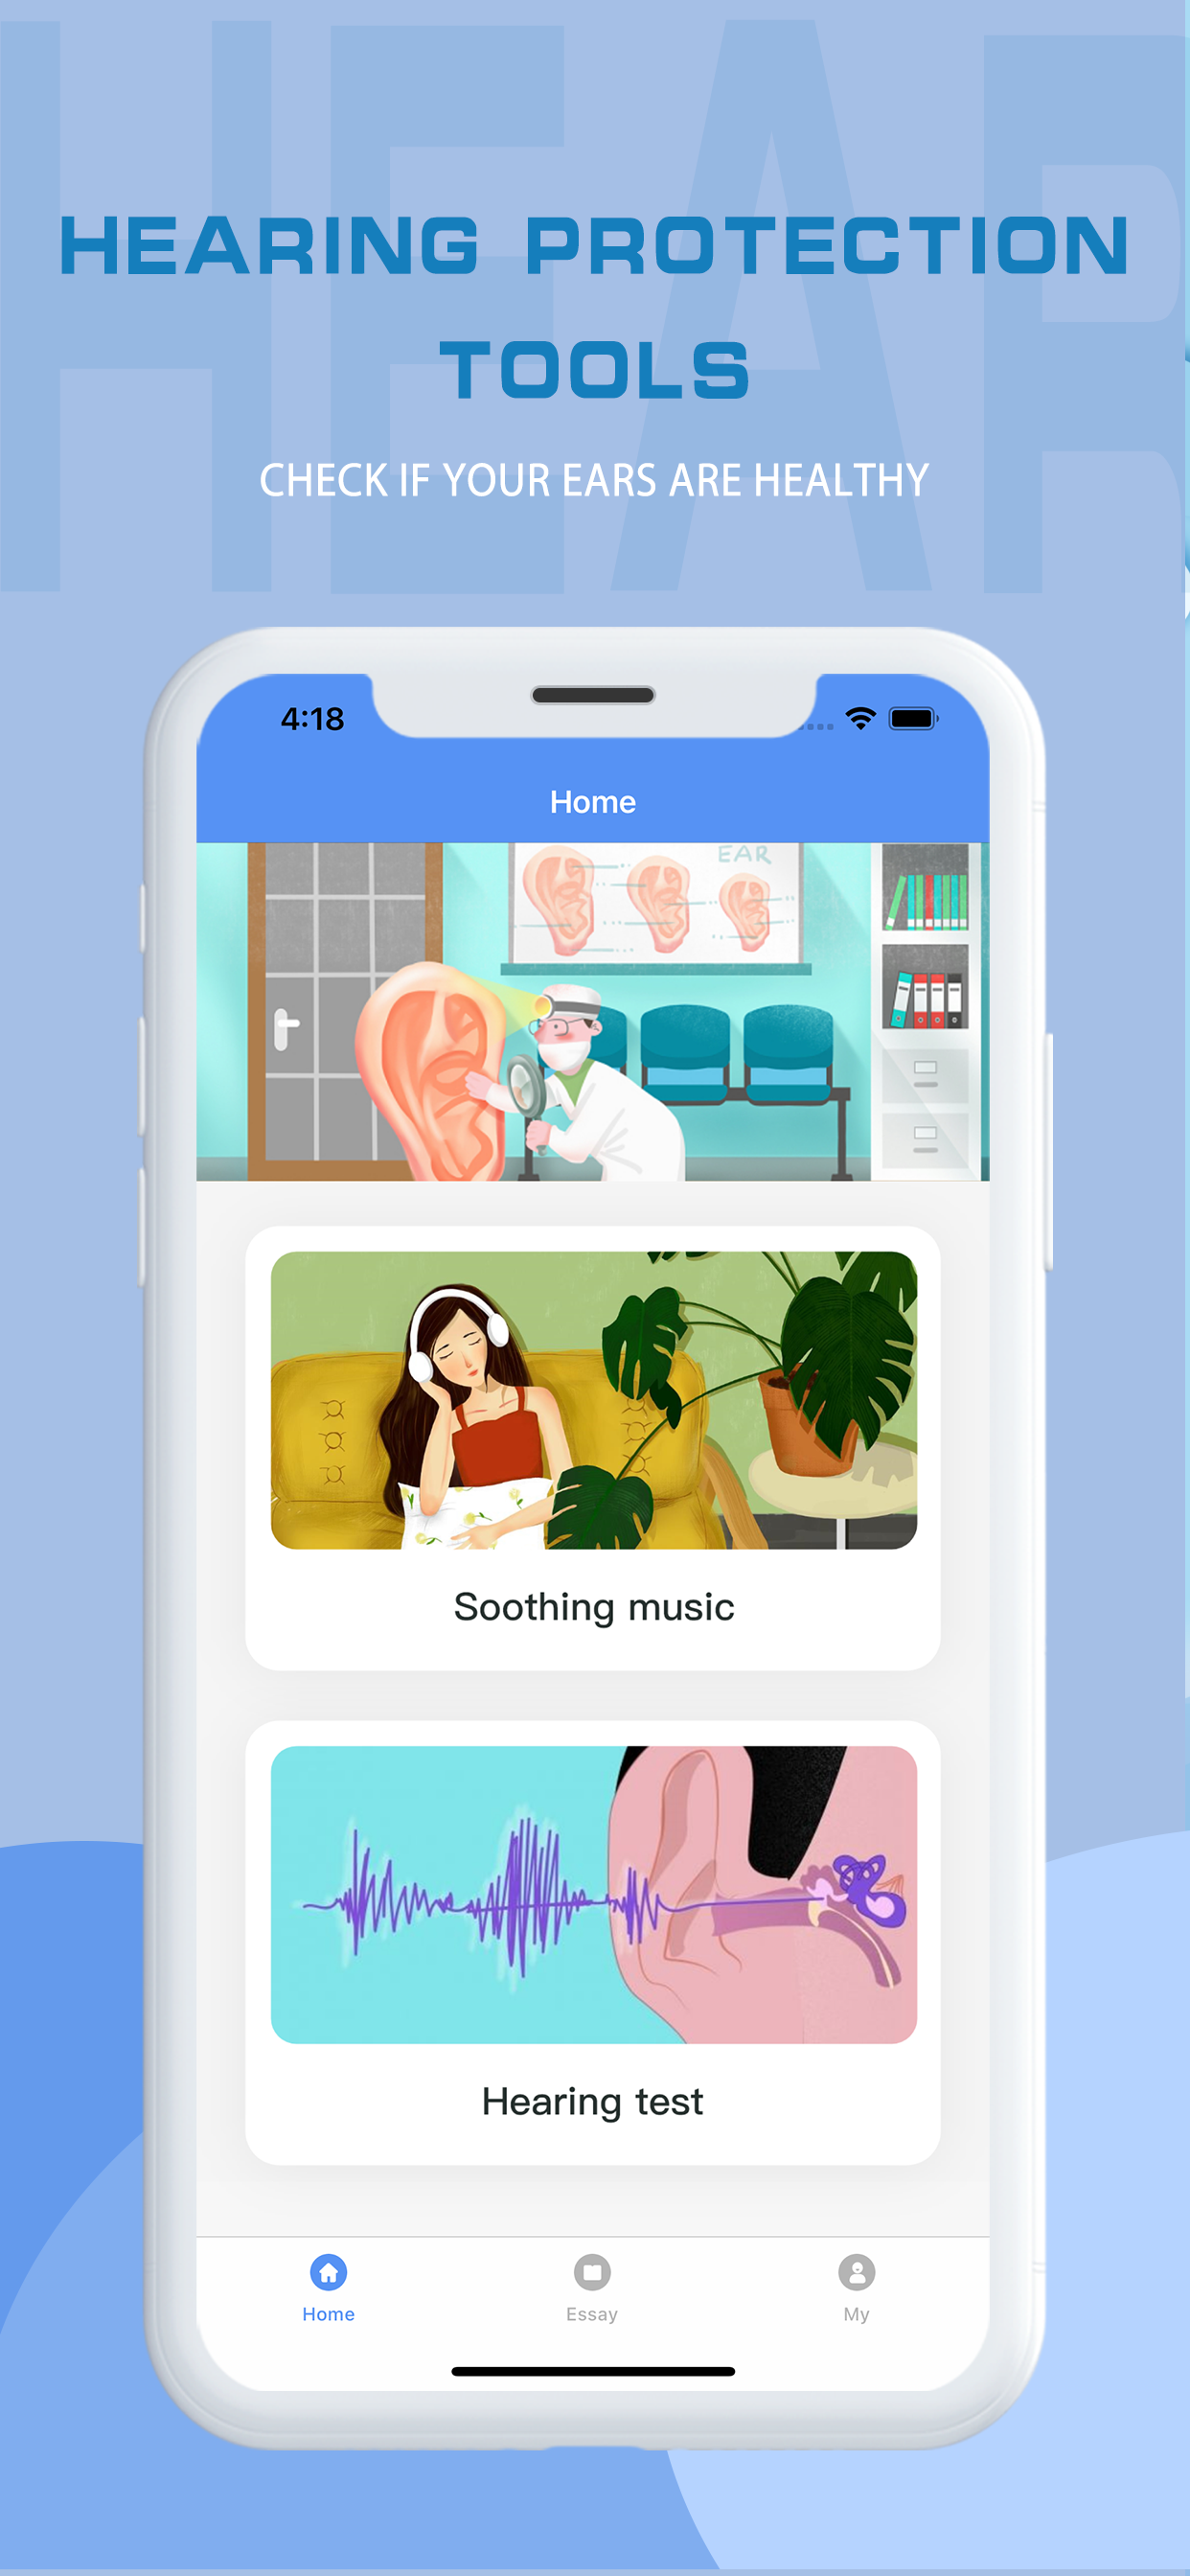 HEAR
HEARING PROTECTION
TOOLS
CHECK IF YOUR EARS ARE HEALTHY
4:18
Home
EAR
Soothing music
Hearing test
Home
Essay
My